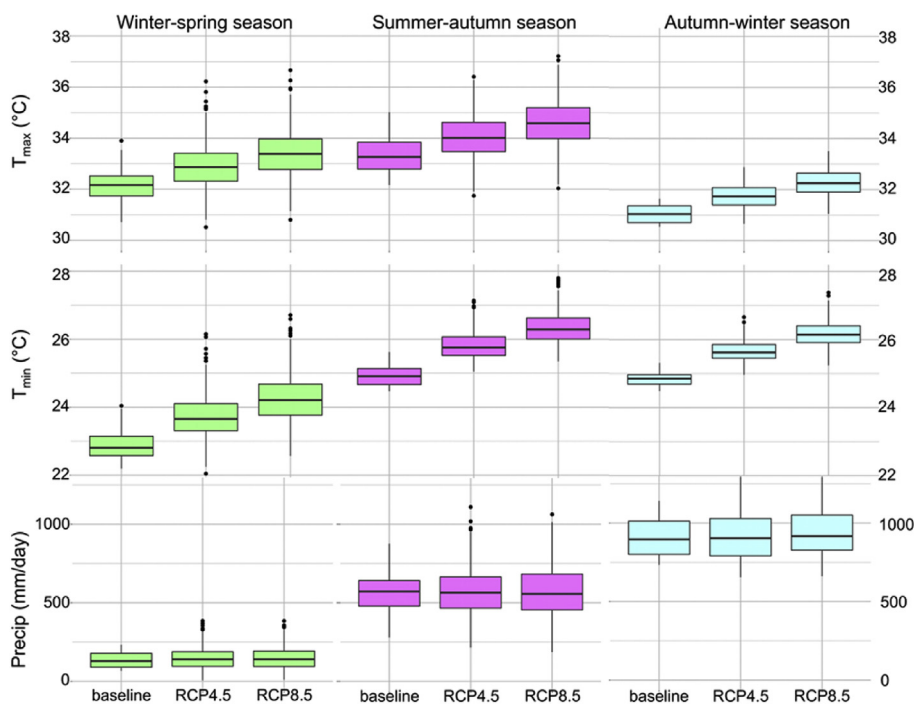 Winter-spring season Summer-autumn season Autumn-winter season
38 38
36 36
34 34
32 32
30 30
Tmax (°C)
28 28
26 26
24 24
22 22
Tmin (°C)
1000 1000
500 500
0 0
Precip (mm/day)
baseline RCP4.5 RCP8.5 baseline RCP4.5 RCP8.5 baseline RCP4.5 RCP8.5